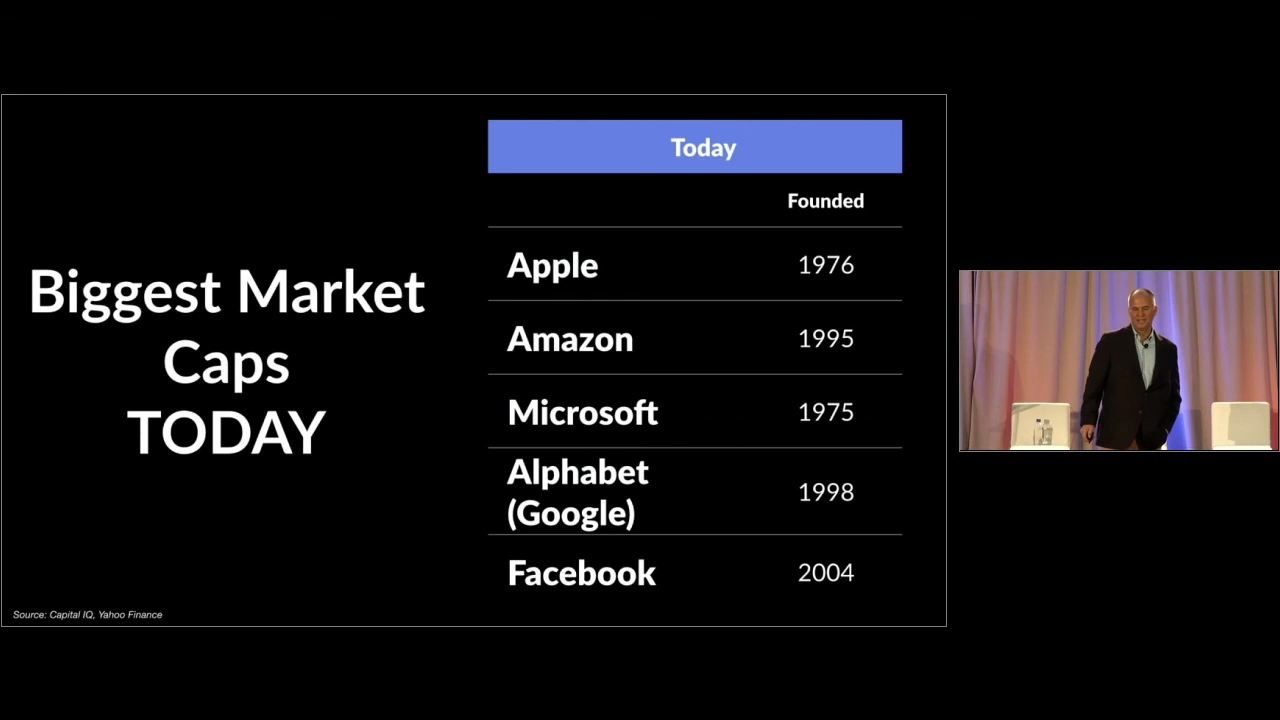 Biggest Market
Caps
TODAY
Today
Founded
Apple 1976
Amazon 1995
Microsoft 1975
Alphabet
(Google) 1998
Facebook 2004
Source: Capital IQ, Yahoo Finance